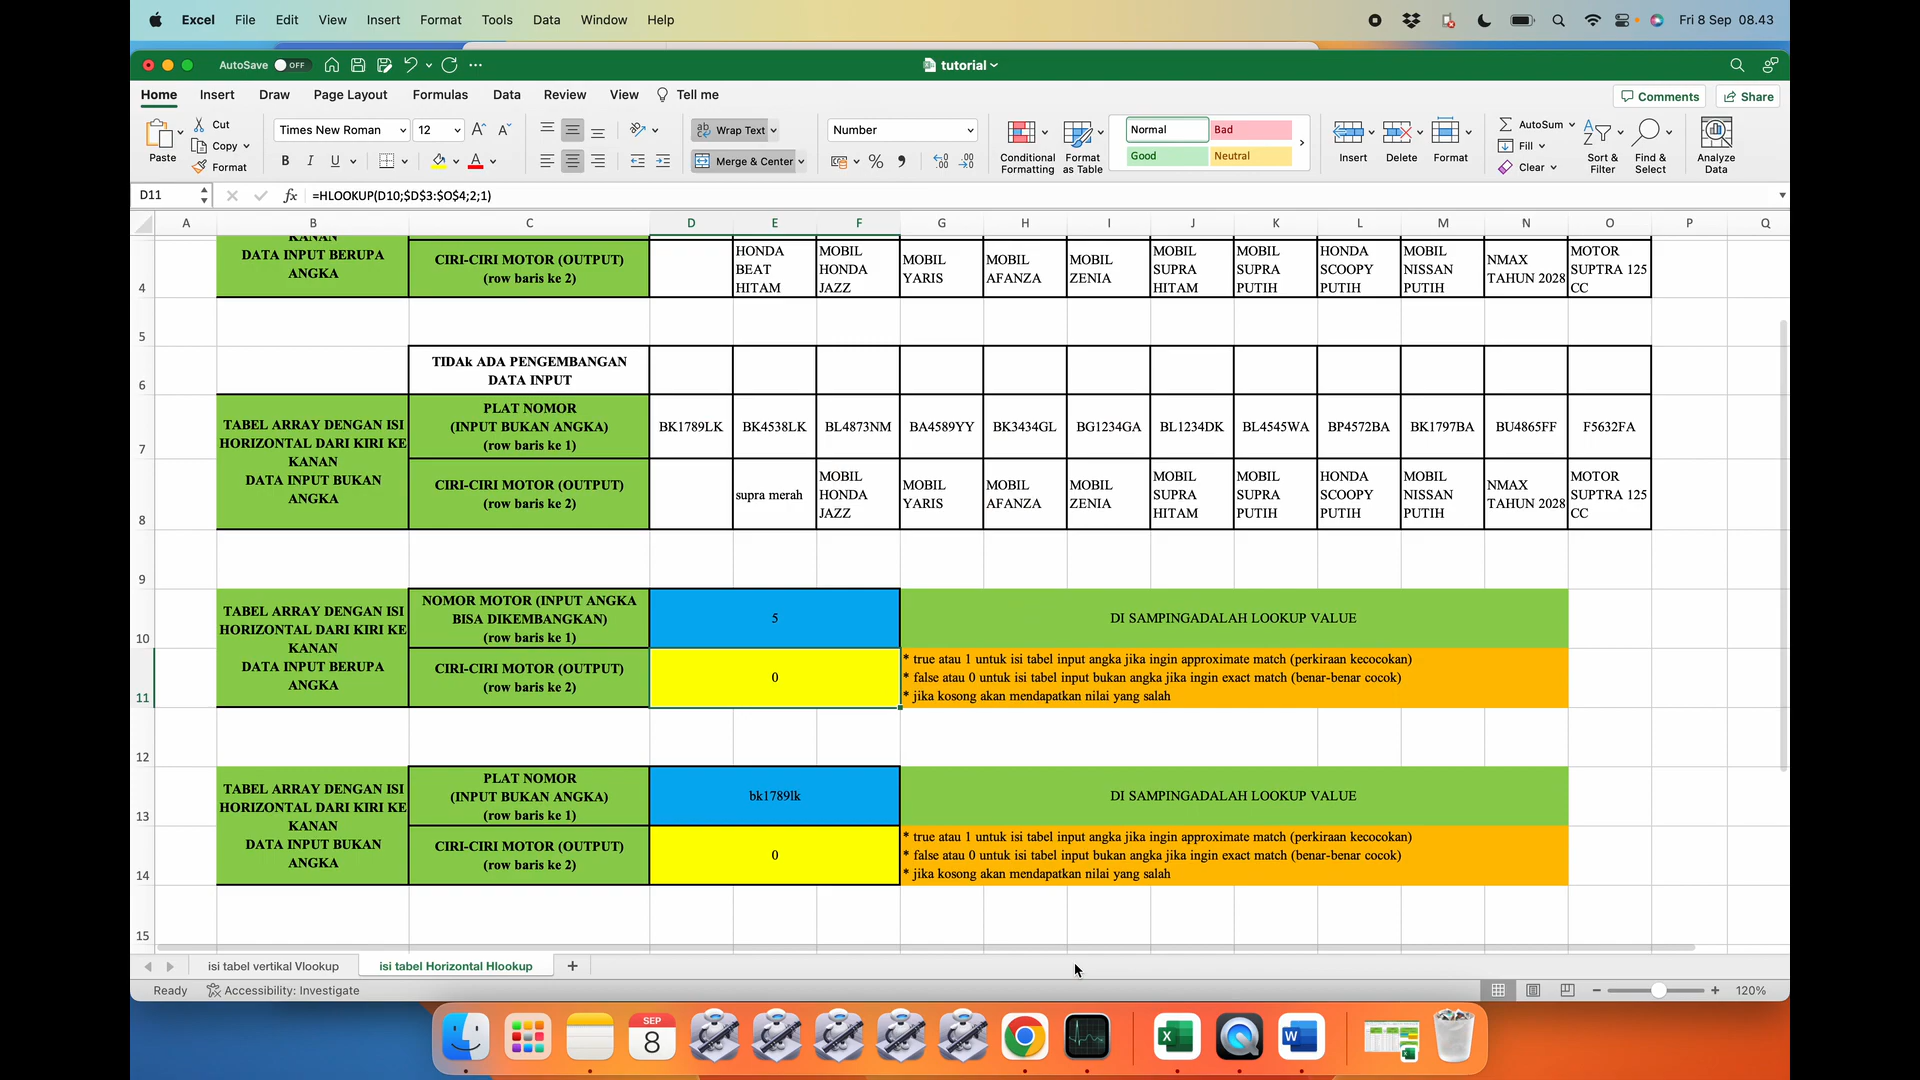 Excel File Edit View Insert Format Tools Data Window Help Fri 8 Sep 08.43
AutoSave OFF tutorial
Home Insert Draw Page Layout Formulas Data Review View Tell me Comments Share
Paste Cut Copy Format
Times New Roman 12
B I U
Wrap Text
Merge & Center
Number
Conditional Formatting
Format as Table
Normal Bad
Good Neutral
Insert Delete Format
AutoSum
Fill
Clear
Sort & Filter
Find & Select
Analyze Data
D11 fx =HLOOKUP(D10;$D$3:$O$4;2;1)
A B C D E F G H I J K L M N O P Q
KANAN
DATA INPUT BERUPA
ANGKA
CIRI-CIRI MOTOR (OUTPUT)
(row baris ke 2)
HONDA
BEAT
HITAM
MOBIL
HONDA
JAZZ
MOBIL
YARIS
MOBIL
AFANZA
MOBIL
ZENIA
MOBIL
SUPRA
HITAM
MOBIL
SUPRA
PUTIH
HONDA
SCOOPY
PUTIH
MOBIL
NISSAN
PUTIH
NMAX
TAHUN 2028
MOTOR
SUPTRA 125
CC
4
5
TIDAk ADA PENGEMBANGAN
DATA INPUT
6
TABEL ARRAY DENGAN ISI
HORIZONTAL DARI KIRI KE
KANAN
DATA INPUT BUKAN
ANGKA
PLAT NOMOR
(INPUT BUKAN ANGKA)
(row baris ke 1)
BK1789LK BK4538LK BL4873NM BA4589YY BK3434GL BG1234GA BL1234DK BL4545WA BP4572BA BK1797BA BU4865FF F5632FA
7
CIRI-CIRI MOTOR (OUTPUT)
(row baris ke 2)
supra merah
MOBIL
HONDA
JAZZ
MOBIL
YARIS
MOBIL
AFANZA
MOBIL
ZENIA
MOBIL
SUPRA
HITAM
MOBIL
SUPRA
PUTIH
HONDA
SCOOPY
PUTIH
MOBIL
NISSAN
PUTIH
NMAX
TAHUN 2028
MOTOR
SUPTRA 125
CC
8
9
TABEL ARRAY DENGAN ISI
HORIZONTAL DARI KIRI KE
KANAN
DATA INPUT BERUPA
ANGKA
NOMOR MOTOR (INPUT ANGKA
BISA DIKEMBANGKAN)
(row baris ke 1)
5
DI SAMPINGADALAH LOOKUP VALUE
10
CIRI-CIRI MOTOR (OUTPUT)
(row baris ke 2)
0
* true atau 1 untuk isi tabel input angka jika ingin approximate match (perkiraan kecocokan)
* false atau 0 untuk isi tabel input bukan angka jika ingin exact match (benar-benar cocok)
* jika kosong akan mendapatkan nilai yang salah
11
12
TABEL ARRAY DENGAN ISI
HORIZONTAL DARI KIRI KE
KANAN
DATA INPUT BUKAN
ANGKA
PLAT NOMOR
(INPUT BUKAN ANGKA)
(row baris ke 1)
bk1789lk
DI SAMPINGADALAH LOOKUP VALUE
13
CIRI-CIRI MOTOR (OUTPUT)
(row baris ke 2)
0
* true atau 1 untuk isi tabel input angka jika ingin approximate match (perkiraan kecocokan)
* false atau 0 untuk isi tabel input bukan angka jika ingin exact match (benar-benar cocok)
* jika kosong akan mendapatkan nilai yang salah
14
15
isi tabel vertikal Vlookup isi tabel Horizontal Hlookup
Ready Accessibility: Investigate 120%
SEP
8